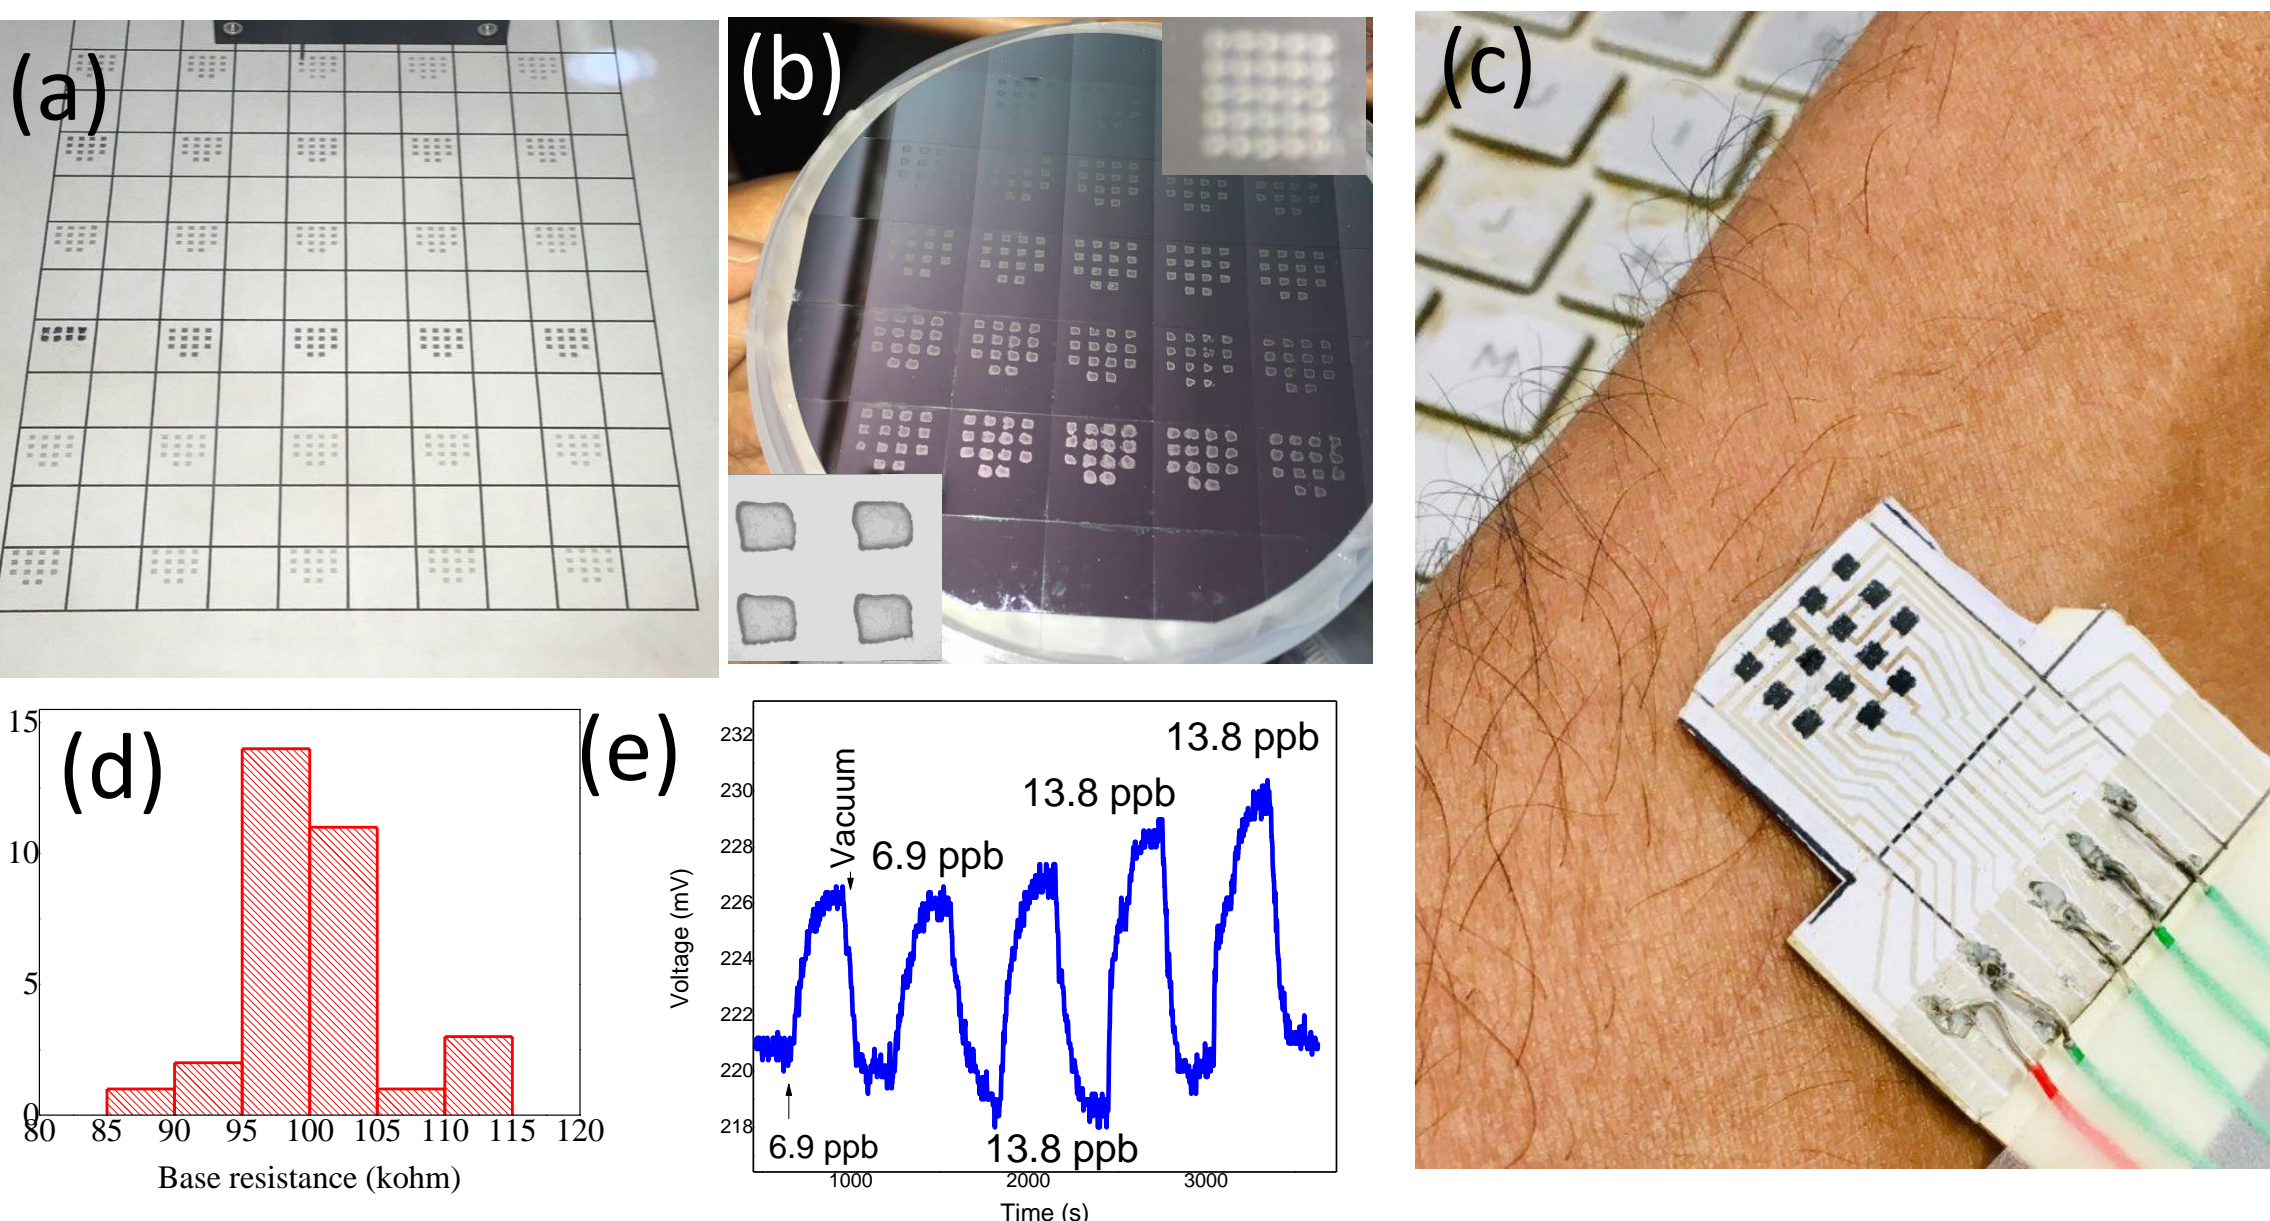 (a)
(b)
(c)
J
I
J
M
(d)
15
10
5
0
80 85 90 95 100 105 110 115 120
Base resistance (kohm)
(e)
Voltage (mV)
232
230
228
226
224
222
220
218
Vacuum
6.9 ppb
6.9 ppb
13.8 ppb
13.8 ppb
13.8 ppb
1000 2000 3000
Time (s)